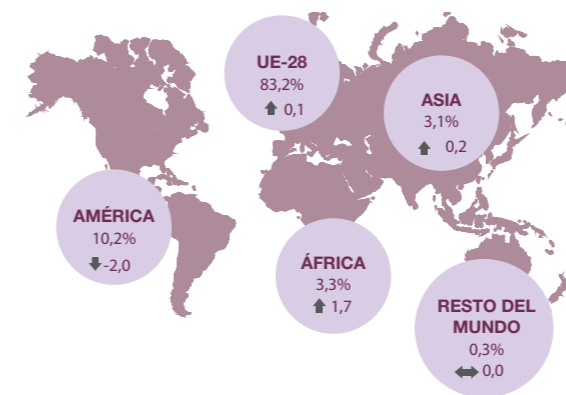 UE-28
83,2%
0,1
ASIA
3,1%
0,2
AMÉRICA
10,2%
-2,0
ÁFRICA
3,3%
1,7
RESTO DEL
MUNDO
0,3%
0,0